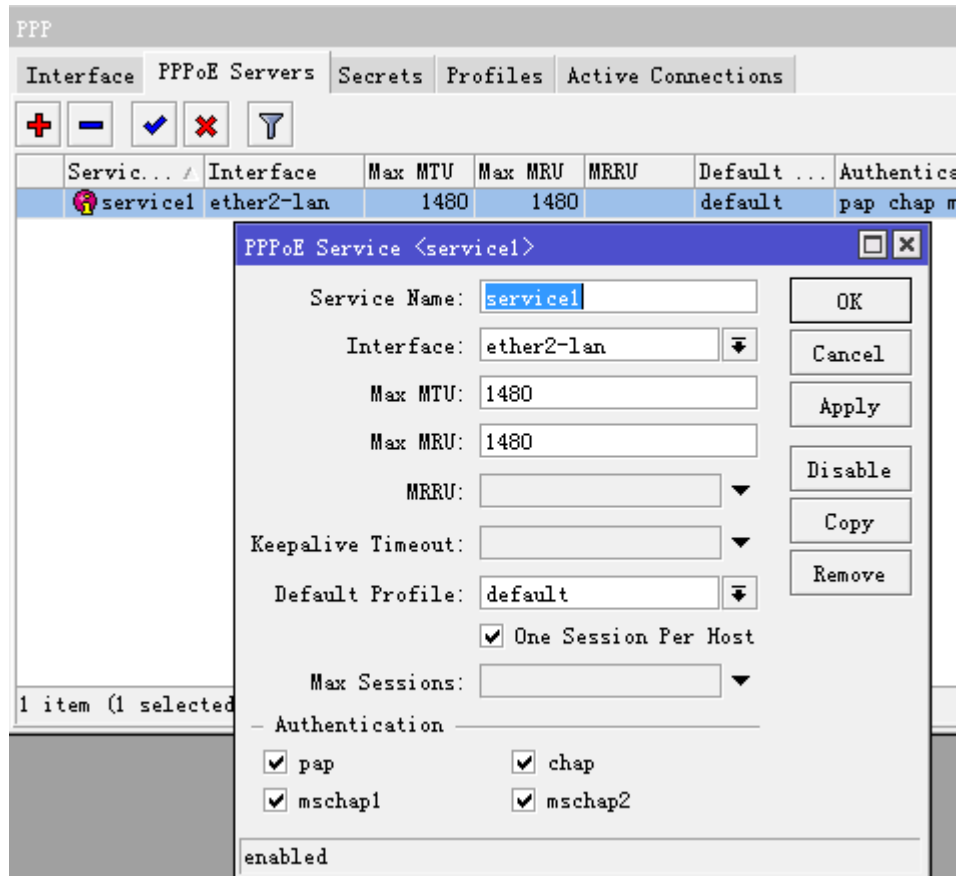 PPP
Interface PPPoE Servers Secrets Profiles Active Connections
Servic... Interface Max MTU Max MRU MRRU Default ... Authentica
service1 ether2-lan 1480 1480 default pap chap m
PPPoE Service <service1>
Service Name: service1 OK
Interface: ether2-lan Cancel
Max MTU: 1480 Apply
Max MRU: 1480
MRRU: Disable
Keepalive Timeout: Copy
Default Profile: default Remove
One Session Per Host
Max Sessions:
1 item (1 selected
Authentication
pap chap
mschap1 mschap2
enabled